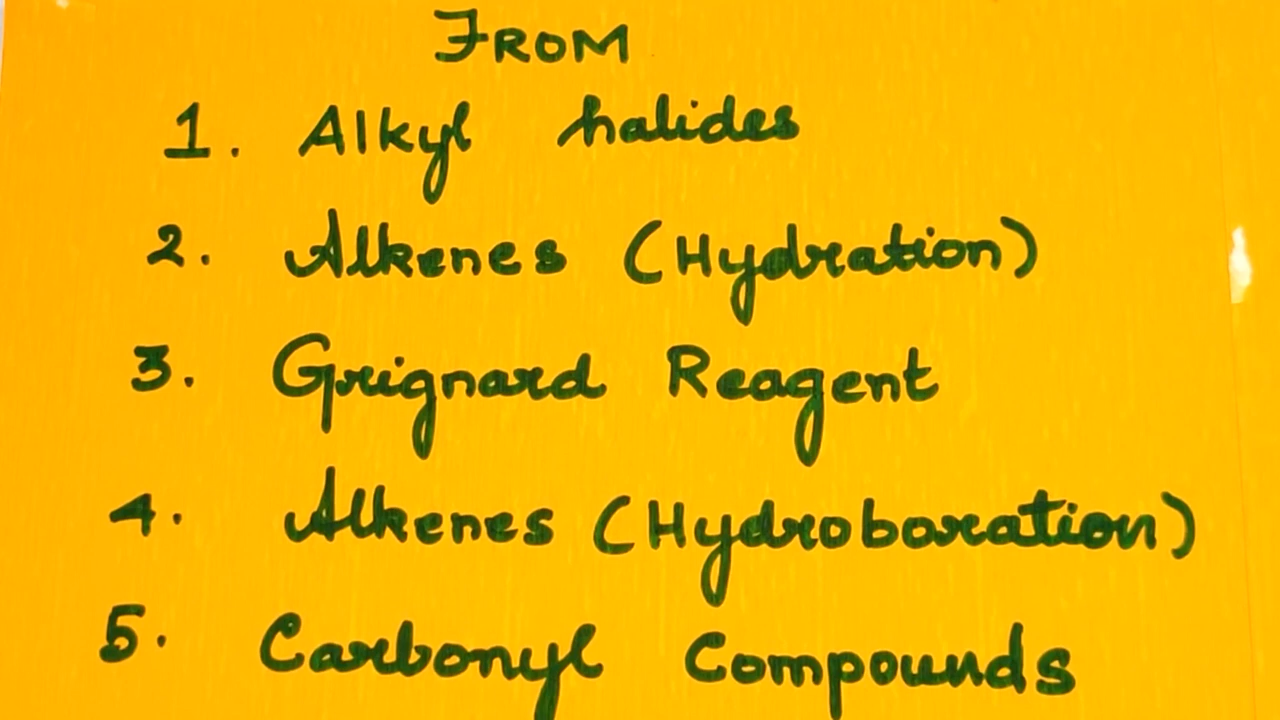 FROM
1. Alkyl halides
2. Alkenes (Hydration)
3. Grignard Reagent
4. Alkenes (Hydroboration)
5. Carbonyl Compounds